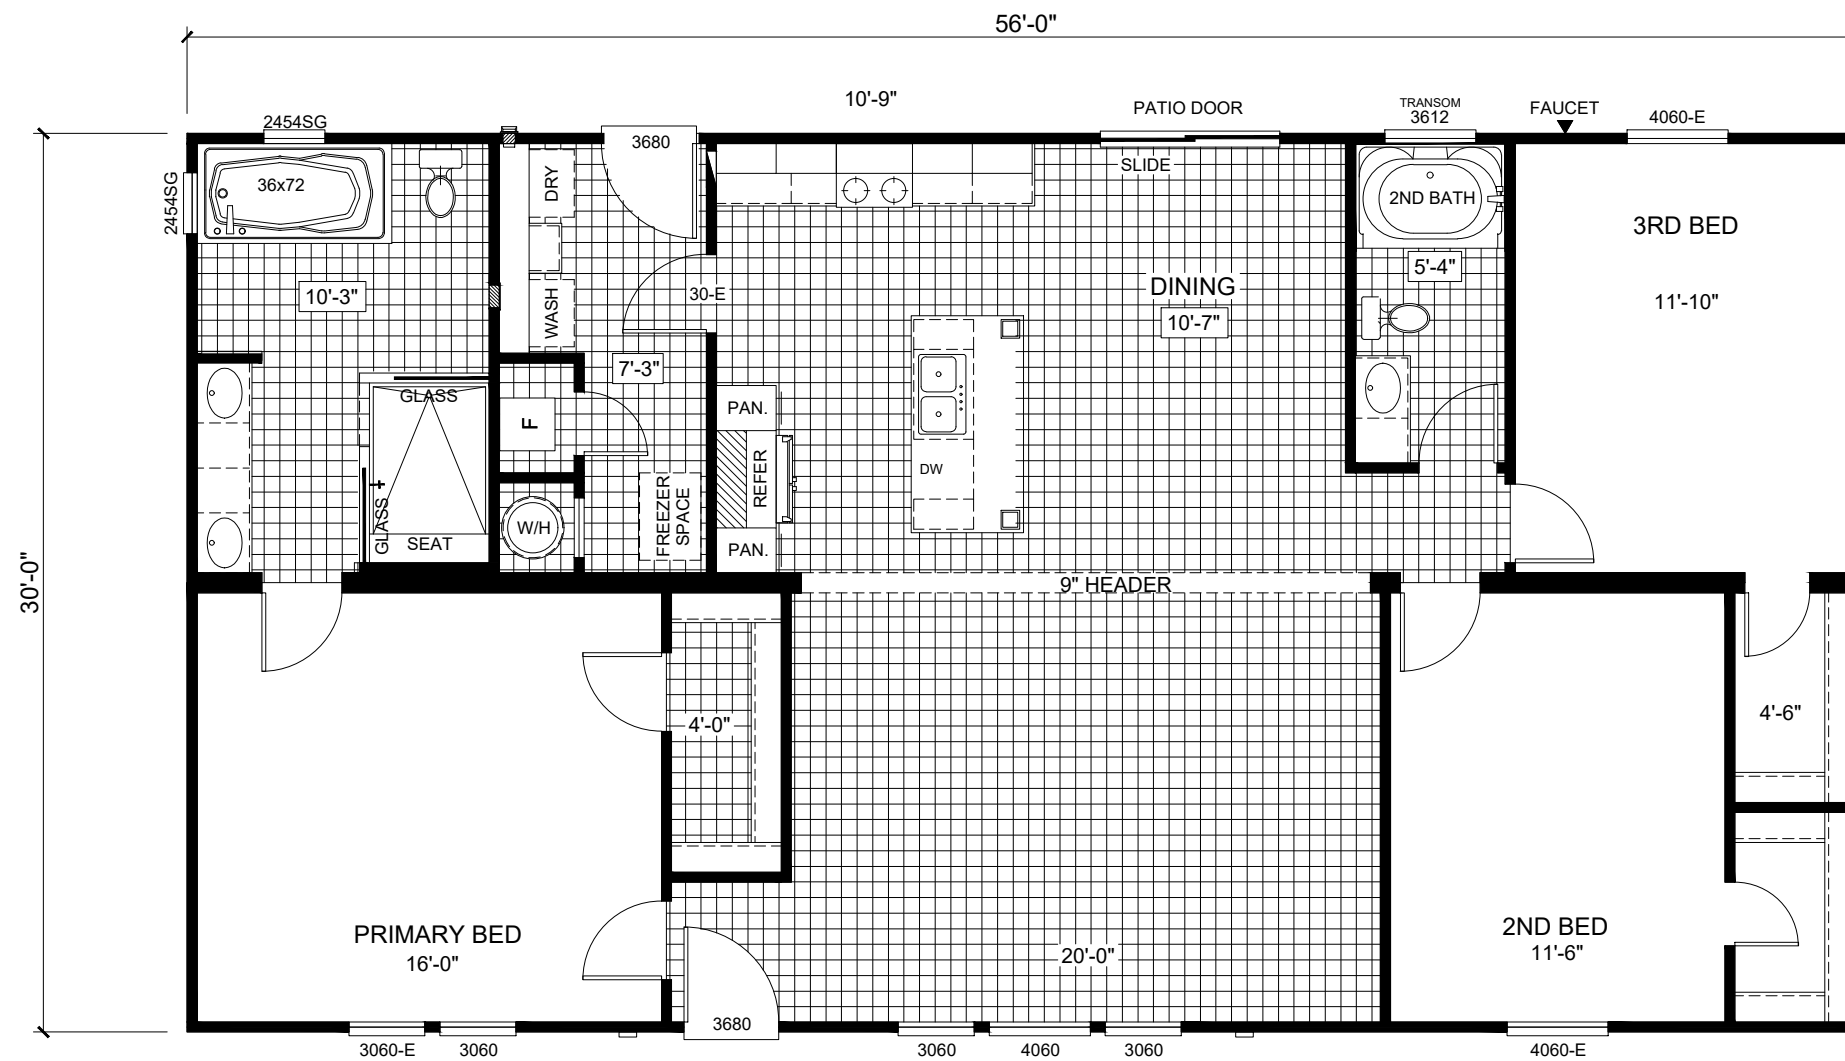 56'-0"
10'-9"
PATIO DOOR
TRANSOM
3612
FAUCET
4060-E
2454SG
3680
SLIDE
2454SG
36x72
DRY
2ND BATH
3RD BED
5'-4"
11'-10"
10'-3"
30-E
DINING
10'-7"
WASH
7'-3"
GLASS
PAN.
F
REFER
DW
FREEZER
SPACE
W/H
GLASS
SEAT
PAN.
30'-0"
9" HEADER
4'-0"
4'-6"
PRIMARY BED
16'-0"
2ND BED
11'-6"
20'-0"
3680
3060-E
3060
3060
4060
3060
4060-E